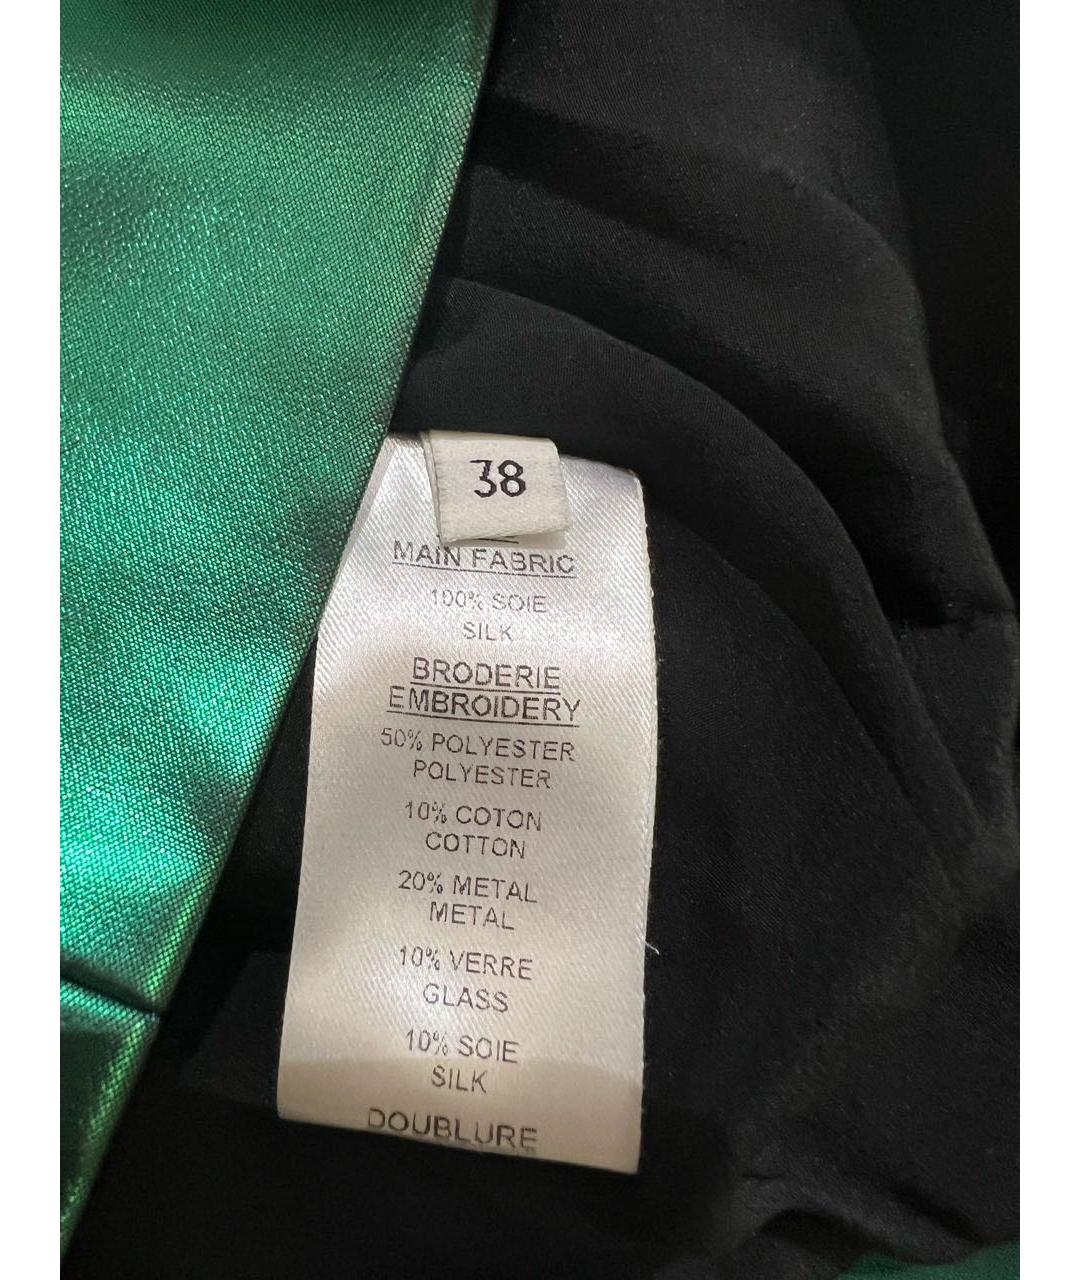 38
MAIN FABRIC
100% SOIE
SILK
BRODERIE
EMBROIDERY
50% POLYESTER
POLYESTER
10% COTON
COTTON
20% METAL
METAL
10% VERRE
GLASS
10% SOIE
SILK
DOUBLURE